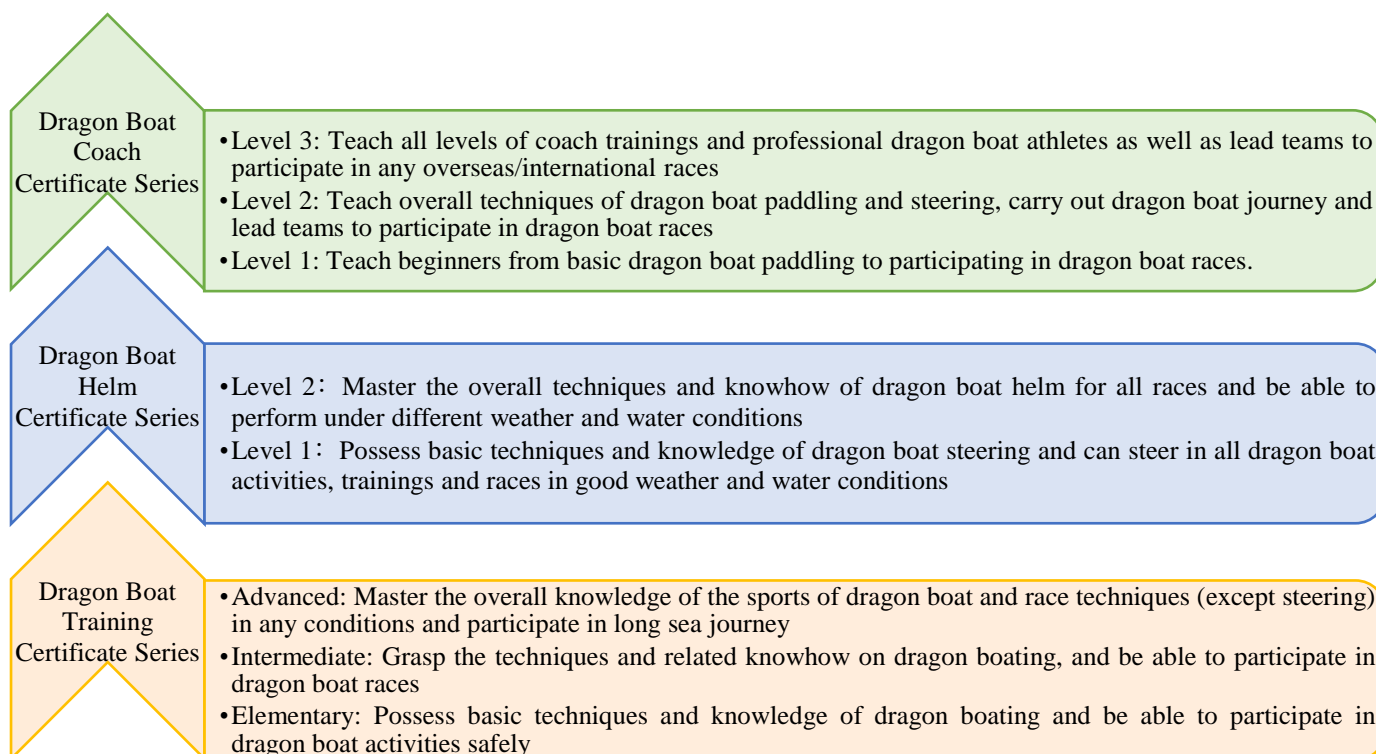 Dragon Boat
Coach
Certificate Series
•Level 3: Teach all levels of coach trainings and professional dragon boat athletes as well as lead teams to
participate in any overseas/international races
•Level 2: Teach overall techniques of dragon boat paddling and steering, carry out dragon boat journey and
lead teams to participate in dragon boat races
•Level 1: Teach beginners from basic dragon boat paddling to participating in dragon boat races.
Dragon Boat
Helm
Certificate Series
•Level 2： Master the overall techniques and knowhow of dragon boat helm for all races and be able to
perform under different weather and water conditions
•Level 1： Possess basic techniques and knowledge of dragon boat steering and can steer in all dragon boat
activities, trainings and races in good weather and water conditions
Dragon Boat
Training
Certificate Series
•Advanced: Master the overall knowledge of the sports of dragon boat and race techniques (except steering)
in any conditions and participate in long sea journey
•Intermediate: Grasp the techniques and related knowhow on dragon boating, and be able to participate in
dragon boat races
•Elementary: Possess basic techniques and knowledge of dragon boating and be able to participate in
dragon boat activities safely